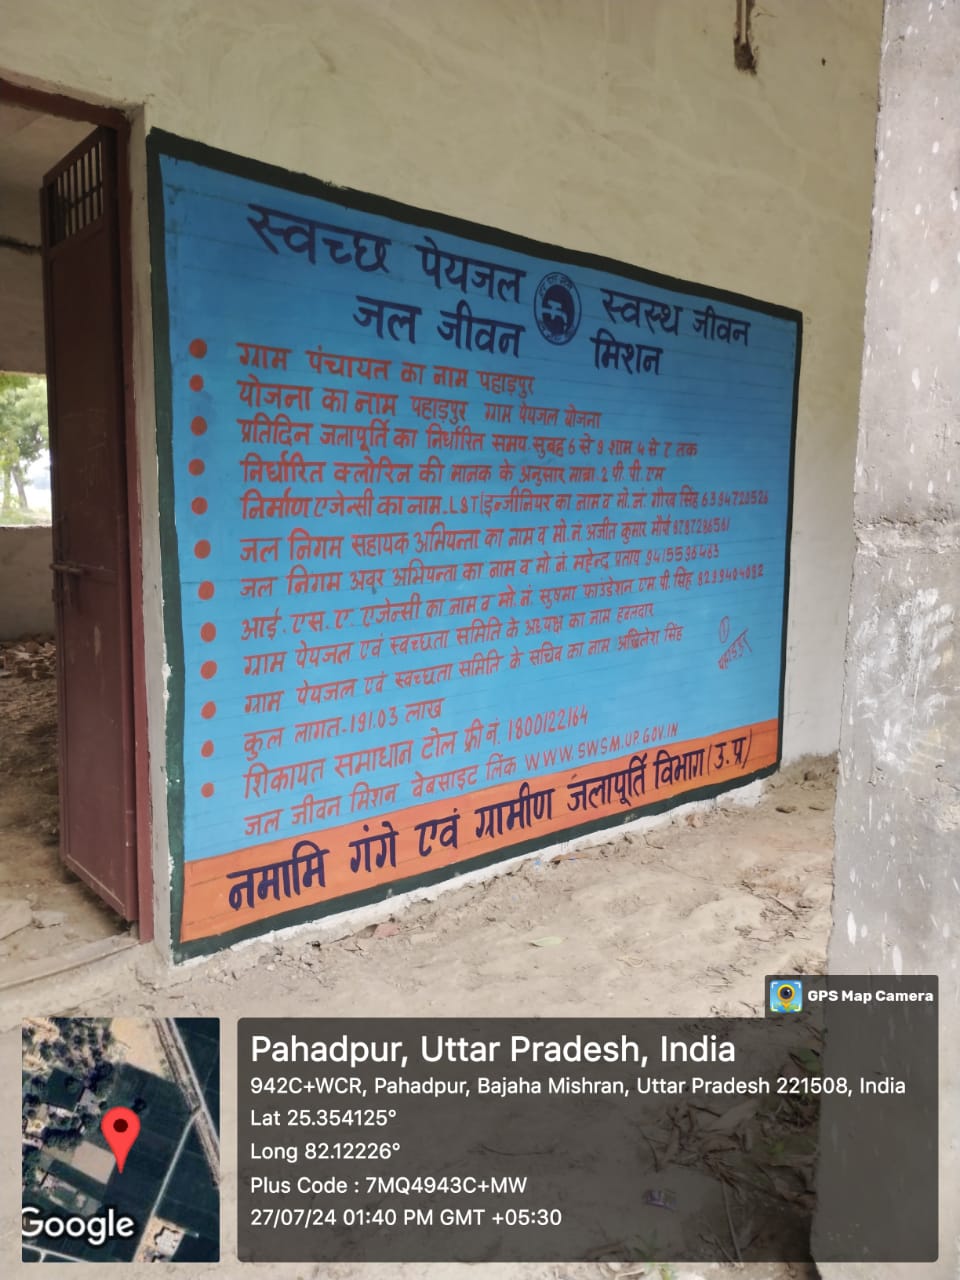 स्वच्छ पेयजल स्वस्थ जीवन
जल जीवन मिशन
ग्राम पंचायत का नाम पहाड़पुर
योजना का नाम पहाड़पुर ग्राम पेयजल योजना
प्रतिदिन जलापूर्ति का निर्धारित समय सुबह 6 से 9 शाम 4 से 7 तक
निर्धारित क्लोरिन की मानक के अनुसार मात्रा.2 पी.पी.एम
निर्माण एजेन्सी का नाम-L&T/इन्जीनियर का नाम व मो.नं. गौरव सिंह 6394720526
जल निगम सहायक अभियन्ता का नाम व मो.नं. अजीत कुमार मौर्य 8787286561
जल निगम अवर अभियन्ता का नाम व मो नं. महेन्द्र प्रताप 9415536483
आई.एस.ए. एजेन्सी का नाम व मो.नं. सुषमा फाउंडेशन एम.पी. सिंह 8299404092
ग्राम पेयजल एवं स्वच्छता समिति के अध्यक्ष का नाम हवलदार
ग्राम पेयजल एवं स्वच्छता समिति के सचिव का नाम अखिलेश सिंह
कुल लागत-191.03 लाख
शिकायत समाधान टोल फ्री नं. 1800122164
जल जीवन मिशन वेबसाइट लिंक WWW.SWSM.UP.GOV.IN
①
नमामि गंगे एवं ग्रामीण जलापूर्ति विभाग (उ.प्र)
GPS Map Camera
Pahadpur, Uttar Pradesh, India
942C+WCR, Pahadpur, Bajaha Mishran, Uttar Pradesh 221508, India
Lat 25.354125°
Long 82.12226°
Plus Code : 7MQ4943C+MW
27/07/24 01:40 PM GMT +05:30
Google